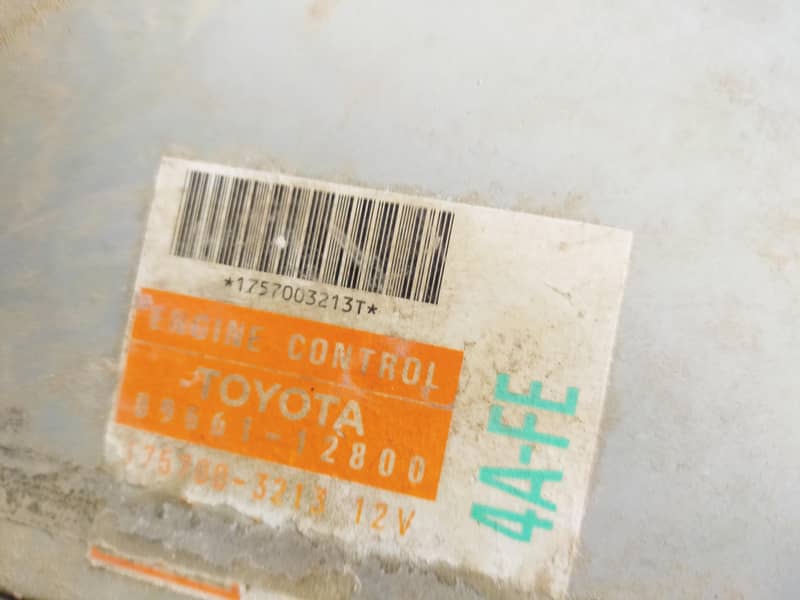 *1757003213T*
ENGINE CONTROL
TOYOTA
89661-12800
175700-3213 12V
4A-FE